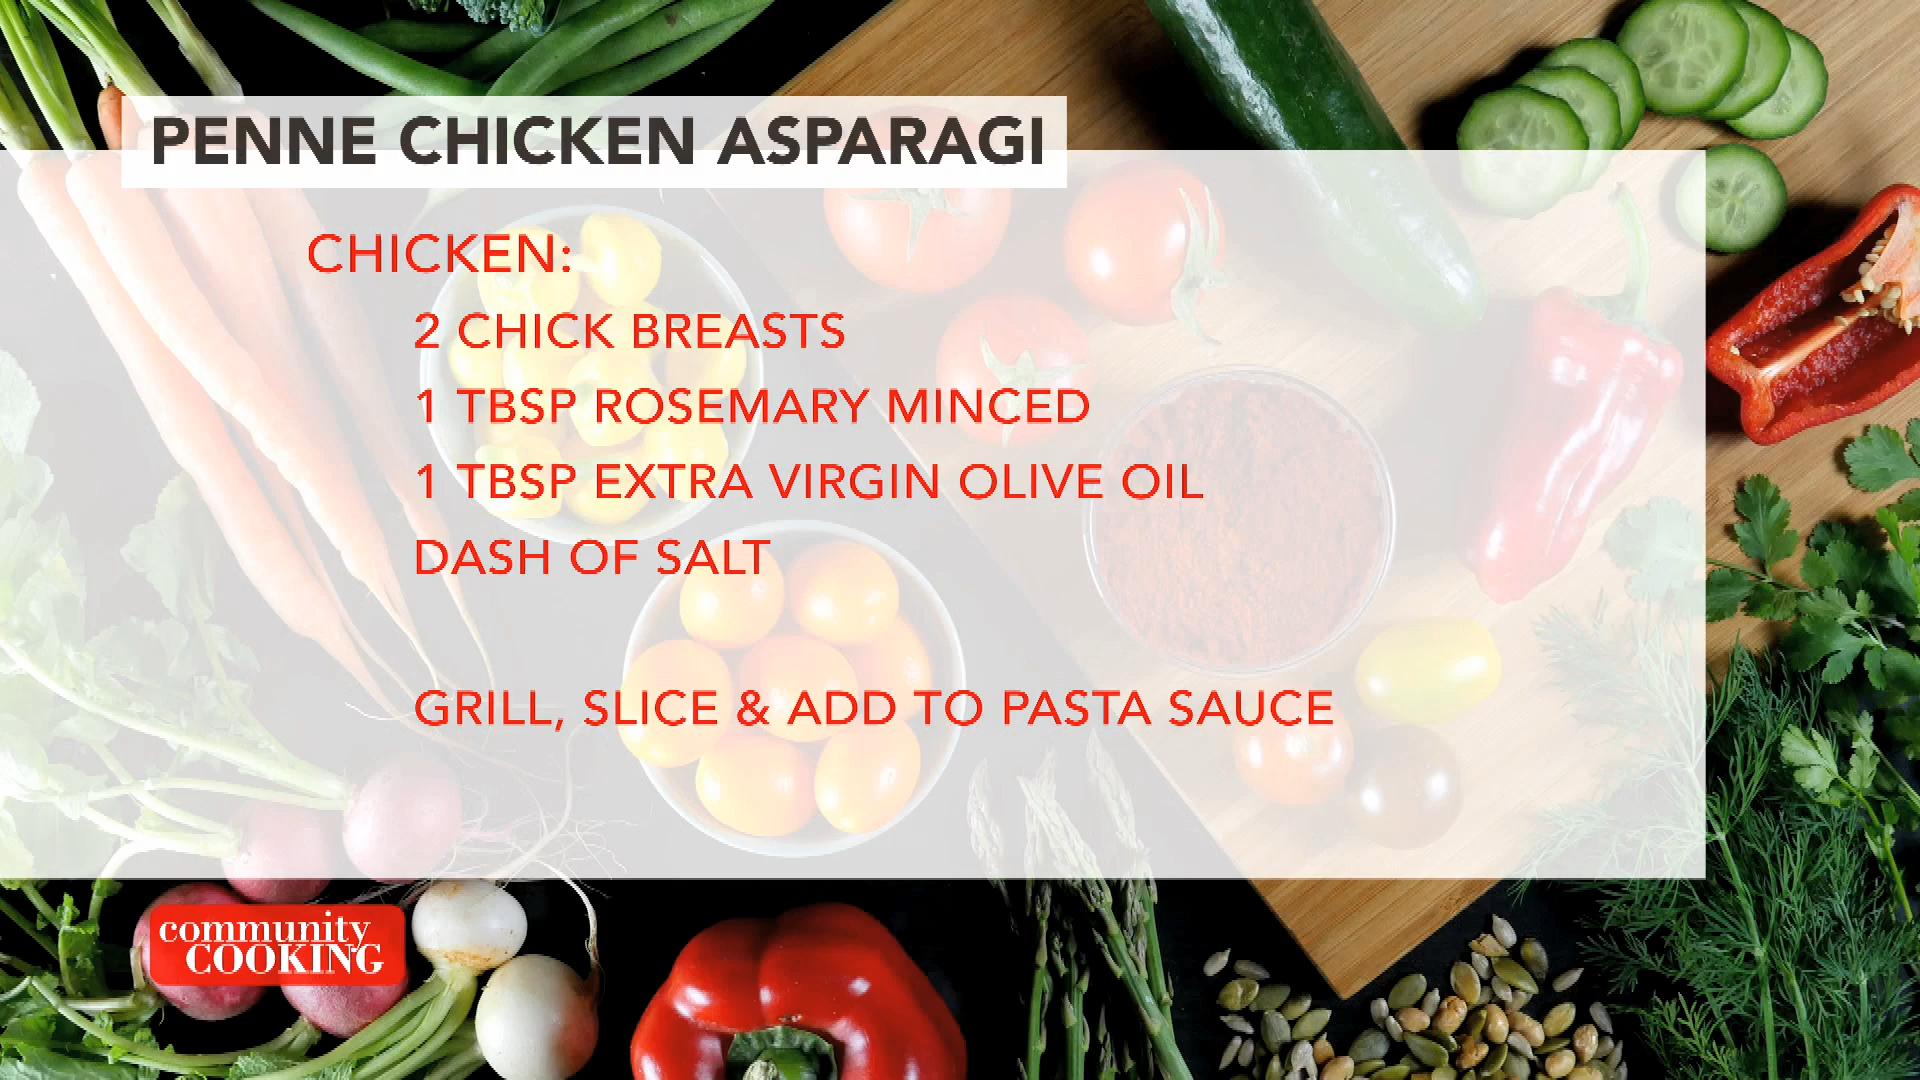 PENNE CHICKEN ASPARAGI
CHICKEN:
2 CHICK BREASTS
1 TBSP ROSEMARY MINCED
1 TBSP EXTRA VIRGIN OLIVE OIL
DASH OF SALT
GRILL, SLICE & ADD TO PASTA SAUCE
community
COOKING